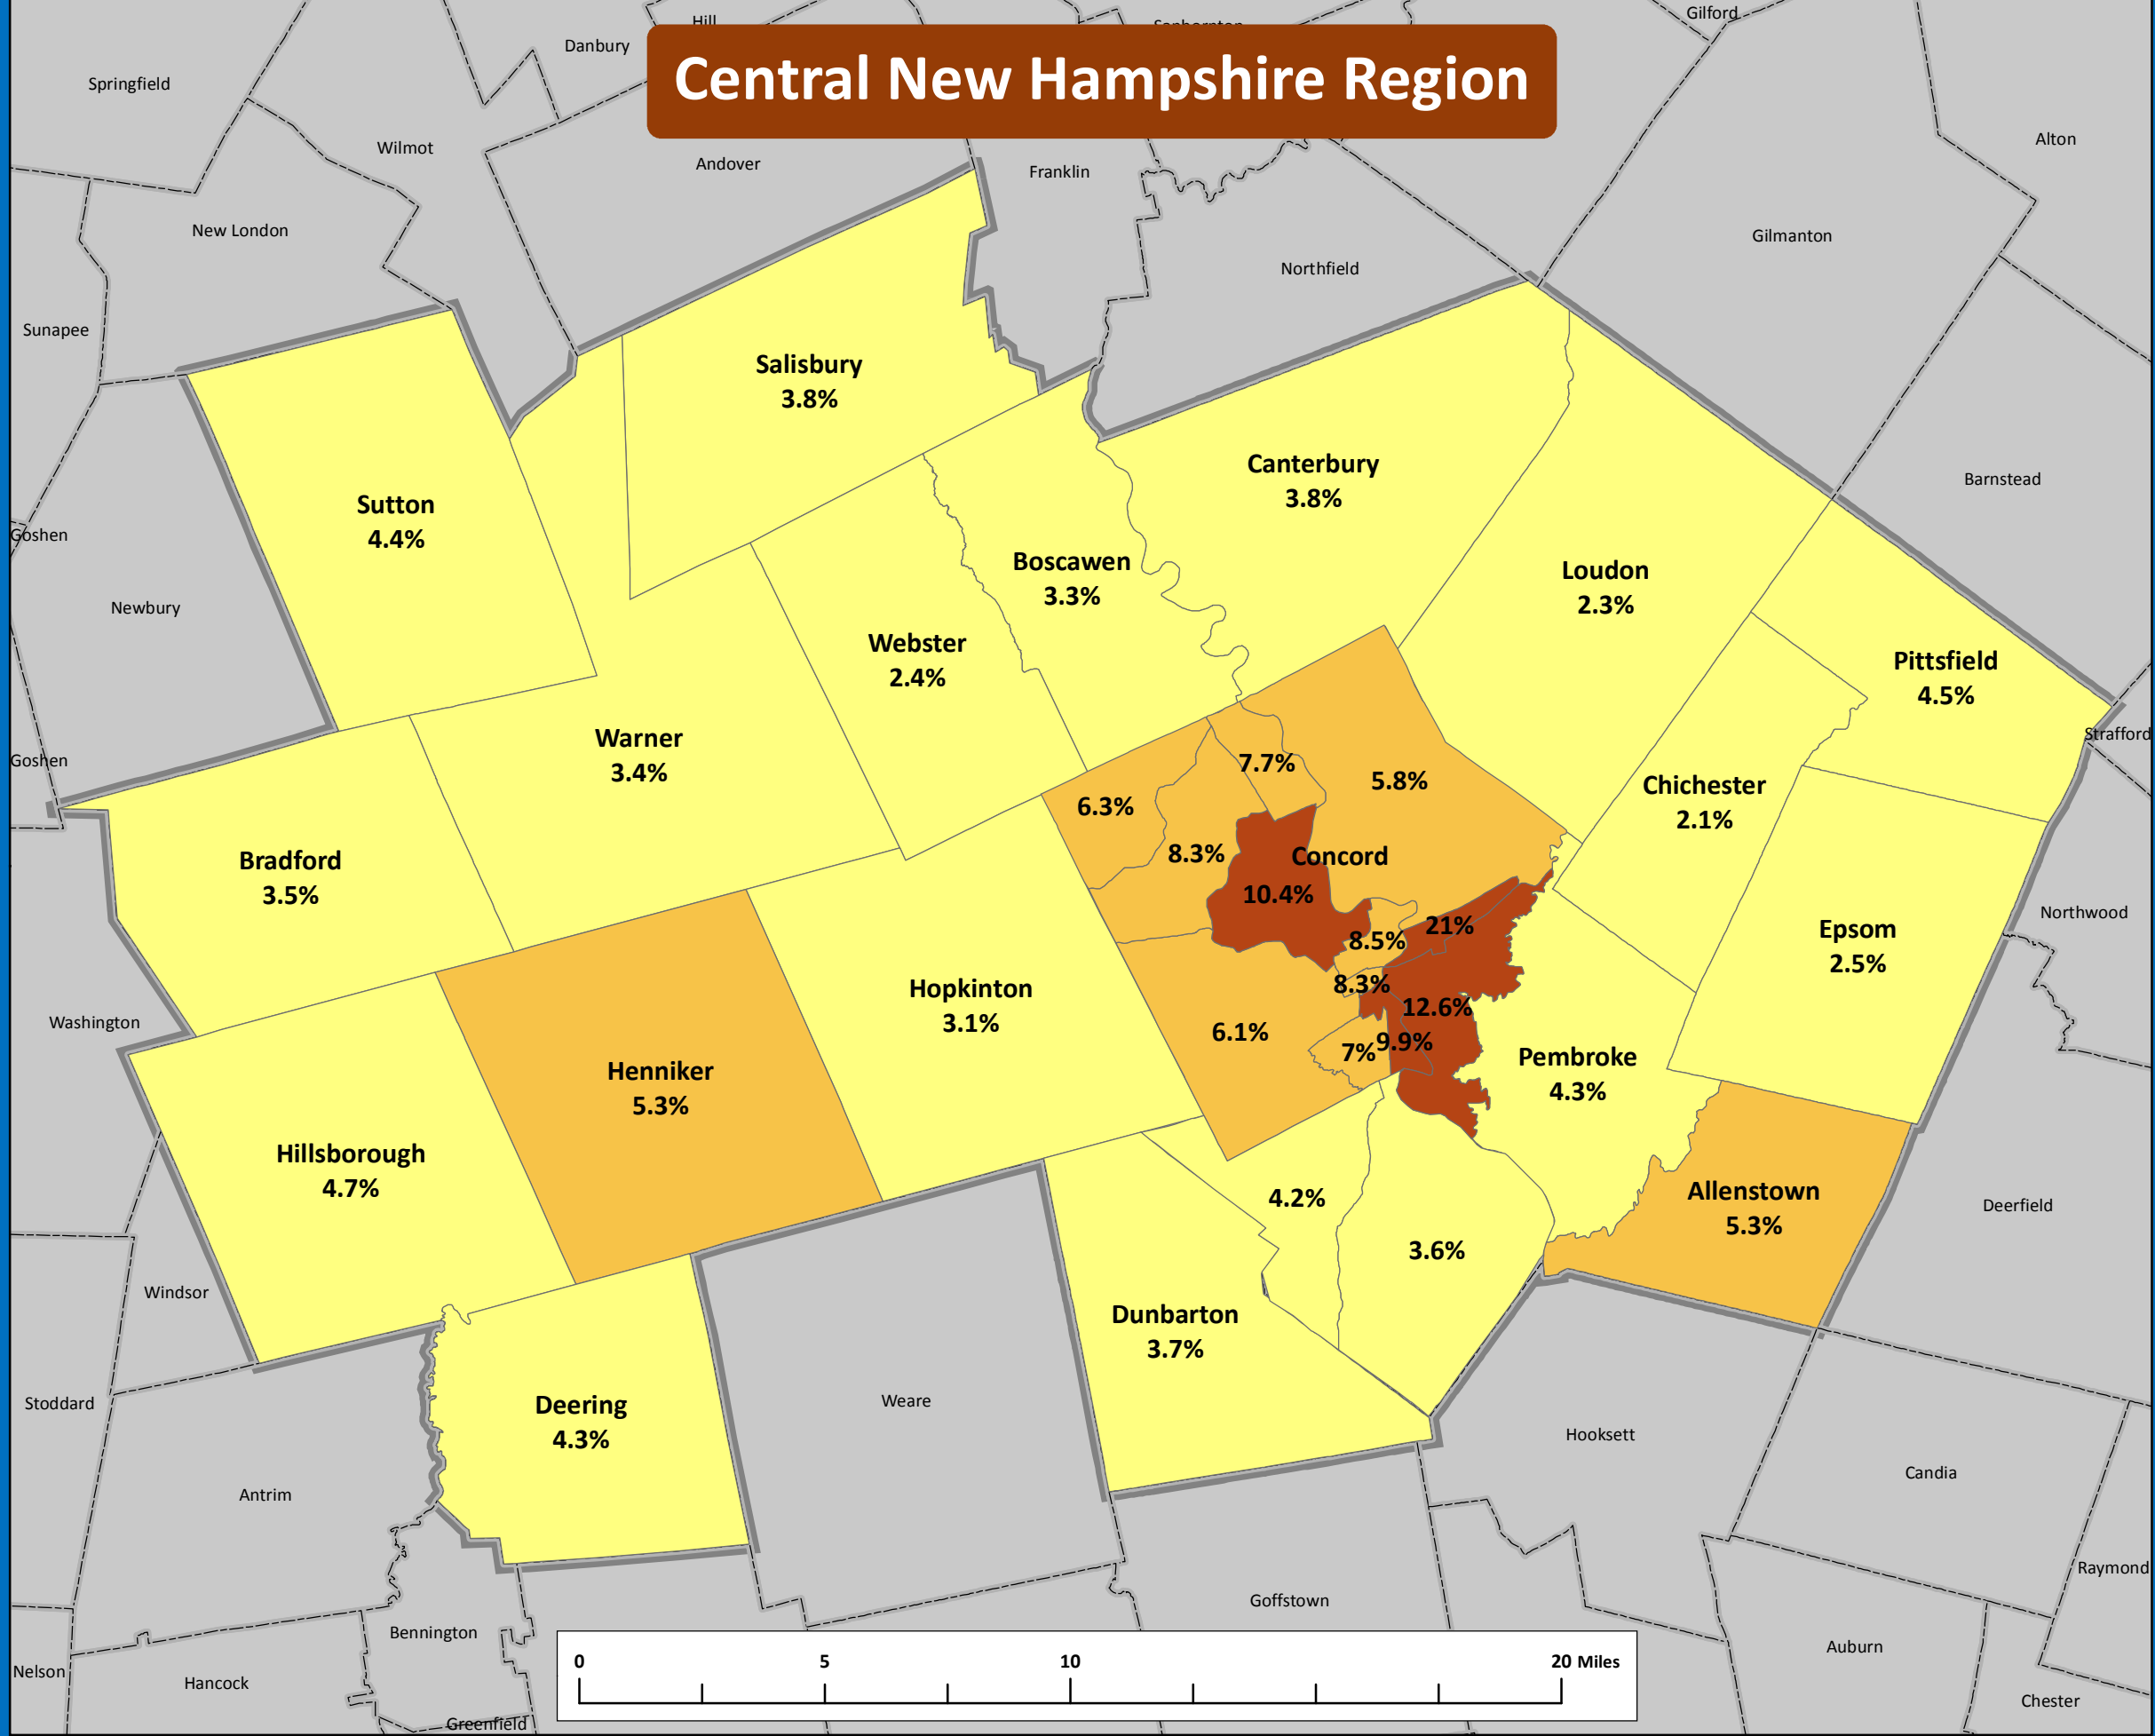 Hill
Gilford
Danbury
Central New Hampshire Region
Springfield
Wilmot
Andover
Franklin
Alton
New London
Gilmanton
Northfield
Sunapee
Salisbury
3.8%
Canterbury
3.8%
Barnstead
Sutton
4.4%
Goshen
Boscawen
3.3%
Loudon
2.3%
Newbury
Webster
2.4%
Pittsfield
4.5%
Strafford
Warner
3.4%
Goshen
7.7%
5.8%
Chichester
2.1%
6.3%
8.3%
Concord
Bradford
3.5%
10.4%
Northwood
21%
8.5%
Epsom
2.5%
8.3%
Hopkinton
3.1%
12.6%
Washington
6.1%
7%
9.9%
Pembroke
4.3%
Henniker
5.3%
Hillsborough
4.7%
4.2%
Allenstown
5.3%
Deerfield
3.6%
Windsor
Dunbarton
3.7%
Stoddard
Deering
4.3%
Weare
Hooksett
Candia
Antrim
Raymond
Goffstown
Bennington
Auburn
Nelson
Hancock
0 5 10 20 Miles
Chester
Greenfield